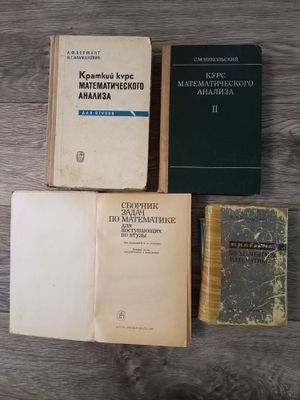 А.Ф. БЕРМАНТ
И.Г. АРАМАНОВИЧ
Краткий курс
МАТЕМАТИЧЕСКОГО
АНАЛИЗА
ДЛЯ ВТУЗОВ
С.М. НИКОЛЬСКИЙ
КУРС
МАТЕМАТИЧЕСКОГО
АНАЛИЗА
II
СБОРНИК
ЗАДАЧ
ПО МАТЕМАТИКЕ
для
поступающих
во втузы
МАТЕМАТИКЕ